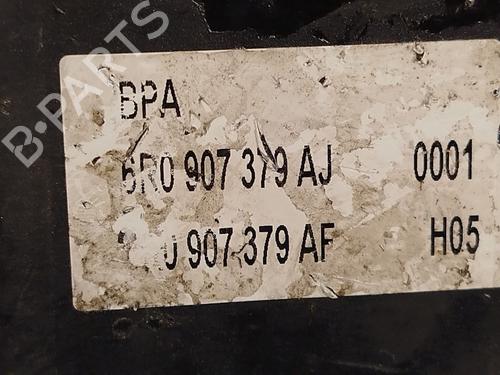 B-PARTS
BPA
6R0 907 379 AJ 0001
0 907 379 AF H05